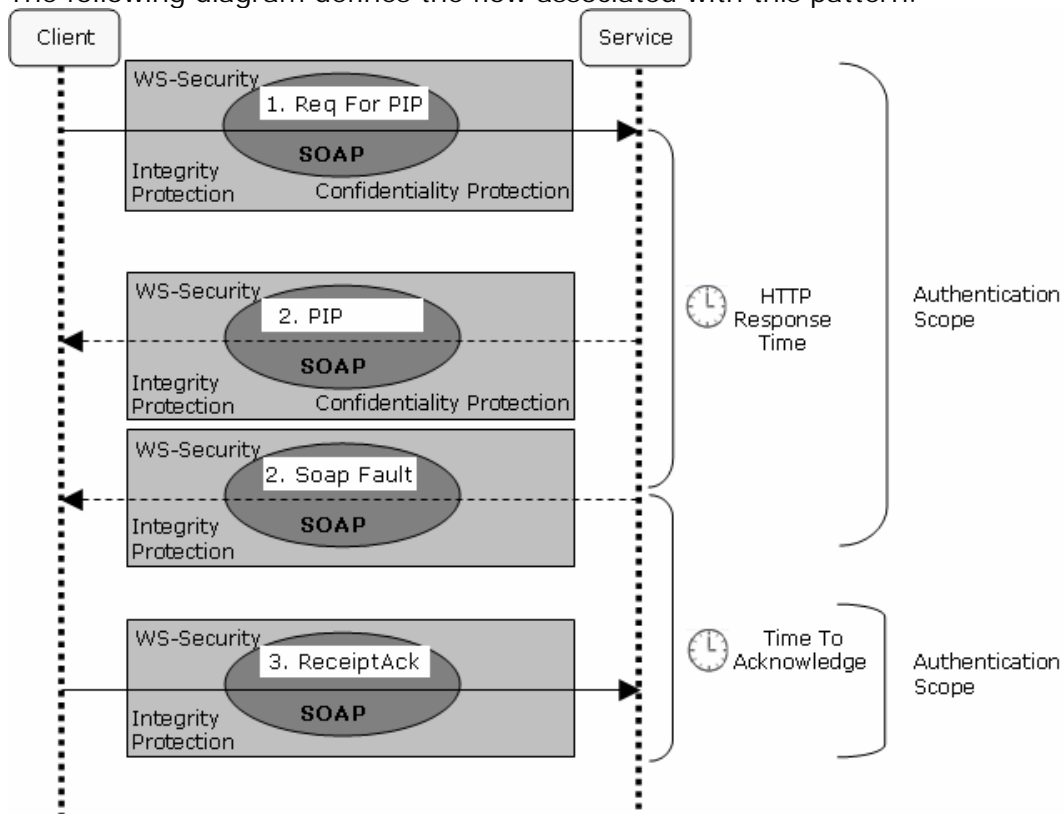 The following diagram defines the flow associated with this pattern.
Client
Service
WS-Security
1. Req For PIP
SOAP
Integrity
Protection
Confidentiality Protection
WS-Security
2. PIP
SOAP
Integrity
Protection
Confidentiality Protection
HTTP
Response
Time
Authentication
Scope
WS-Security
2. Soap Fault
SOAP
Integrity
Protection
WS-Security
3. ReceiptAck
SOAP
Integrity
Protection
Time To
Acknowledge
Authentication
Scope